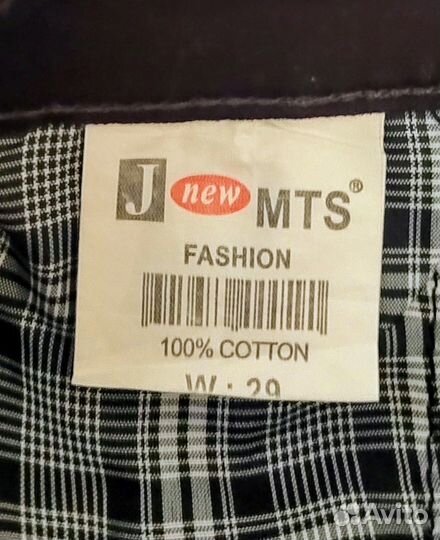 J new MTS®
FASHION
100% COTTON
W : 29
Avito